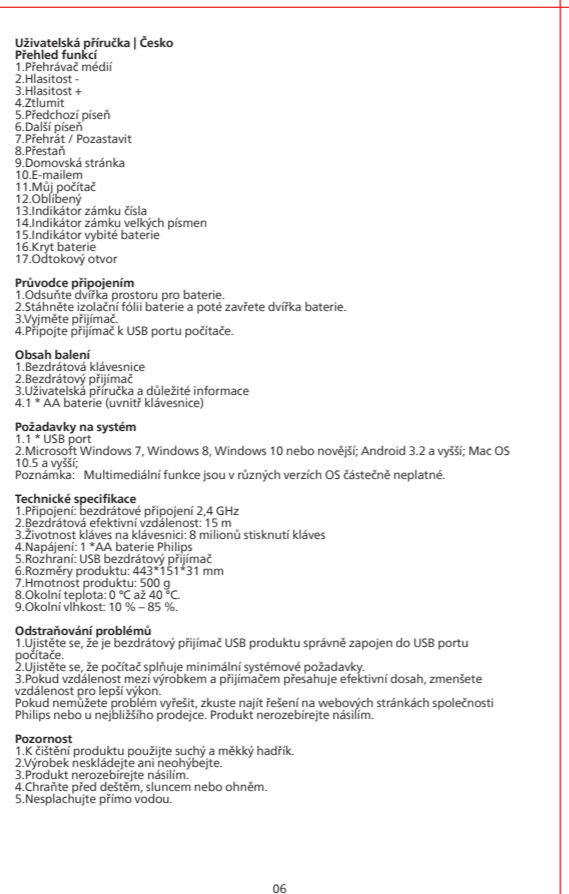 Uživatelská příručka | Česko
Přehled funkcí
1.Přehrávač médií
2.Hlasitost -
3.Hlasitost +
4.Ztlumit
5.Předchozí píseň
6.Další píseň
7.Přehrát / Pozastavit
8.Přestaň
9.Domovská stránka
10.E-mailem
11.Můj počítač
12.Oblíbený
13.Indikátor zámku čísla
14.Indikátor zámku velkých písmen
15.Indikátor vybité baterie
16.Kryt baterie
17.Odtokový otvor
Průvodce připojením
1.Odsuňte dvířka prostoru pro baterie.
2.Stáhněte izolační fólii baterie a poté zavřete dvířka baterie.
3.Vyjměte přijímač.
4.Připojte přijímač k USB portu počítače.
Obsah balení
1.Bezdrátová klávesnice
2.Bezdrátový přijímač
3.Uživatelská příručka a důležité informace
4.1 * AA baterie (uvnitř klávesnice)
Požadavky na systém
1.1 * USB port
2.Microsoft Windows 7, Windows 8, Windows 10 nebo novější; Android 3.2 a vyšší; Mac OS
10.5 a vyšší;
Poznámka: Multimediální funkce jsou v různých verzích OS částečně neplatné.
Technické specifikace
1.Připojení: bezdrátové připojení 2,4 GHz
2.Bezdrátová efektivní vzdálenost: 15 m
3.Životnost kláves na klávesnici: 8 milionů stisknutí kláves
4.Napájení: 1 *AA baterie Philips
5.Rozhraní: USB bezdrátový přijímač
6.Rozměry produktu: 443*151*31 mm
7.Hmotnost produktu: 500 g
8.Okolní teplota: 0 °C až 40 °C.
9.Okolní vlhkost: 10 % – 85 %.
Odstraňování problémů
1.Ujistěte se, že je bezdrátový přijímač USB produktu správně zapojen do USB portu
počítače.
2.Ujistěte se, že počítač splňuje minimální systémové požadavky.
3.Pokud vzdálenost mezi výrobkem a přijímačem přesahuje efektivní dosah, zmenšete
vzdálenost pro lepší výkon.
Pokud nemůžete problém vyřešit, zkuste najít řešení na webových stránkách společnosti
Philips nebo u nejbližšího prodejce. Produkt nerozebírejte násilím.
Pozornost
1.K čištění produktu použijte suchý a měkký hadřík.
2.Výrobek neskládejte ani neohýbejte.
3.Produkt nerozebírejte násilím.
4.Chraňte před deštěm, sluncem nebo ohněm.
5.Nesplachujte přímo vodou.
06